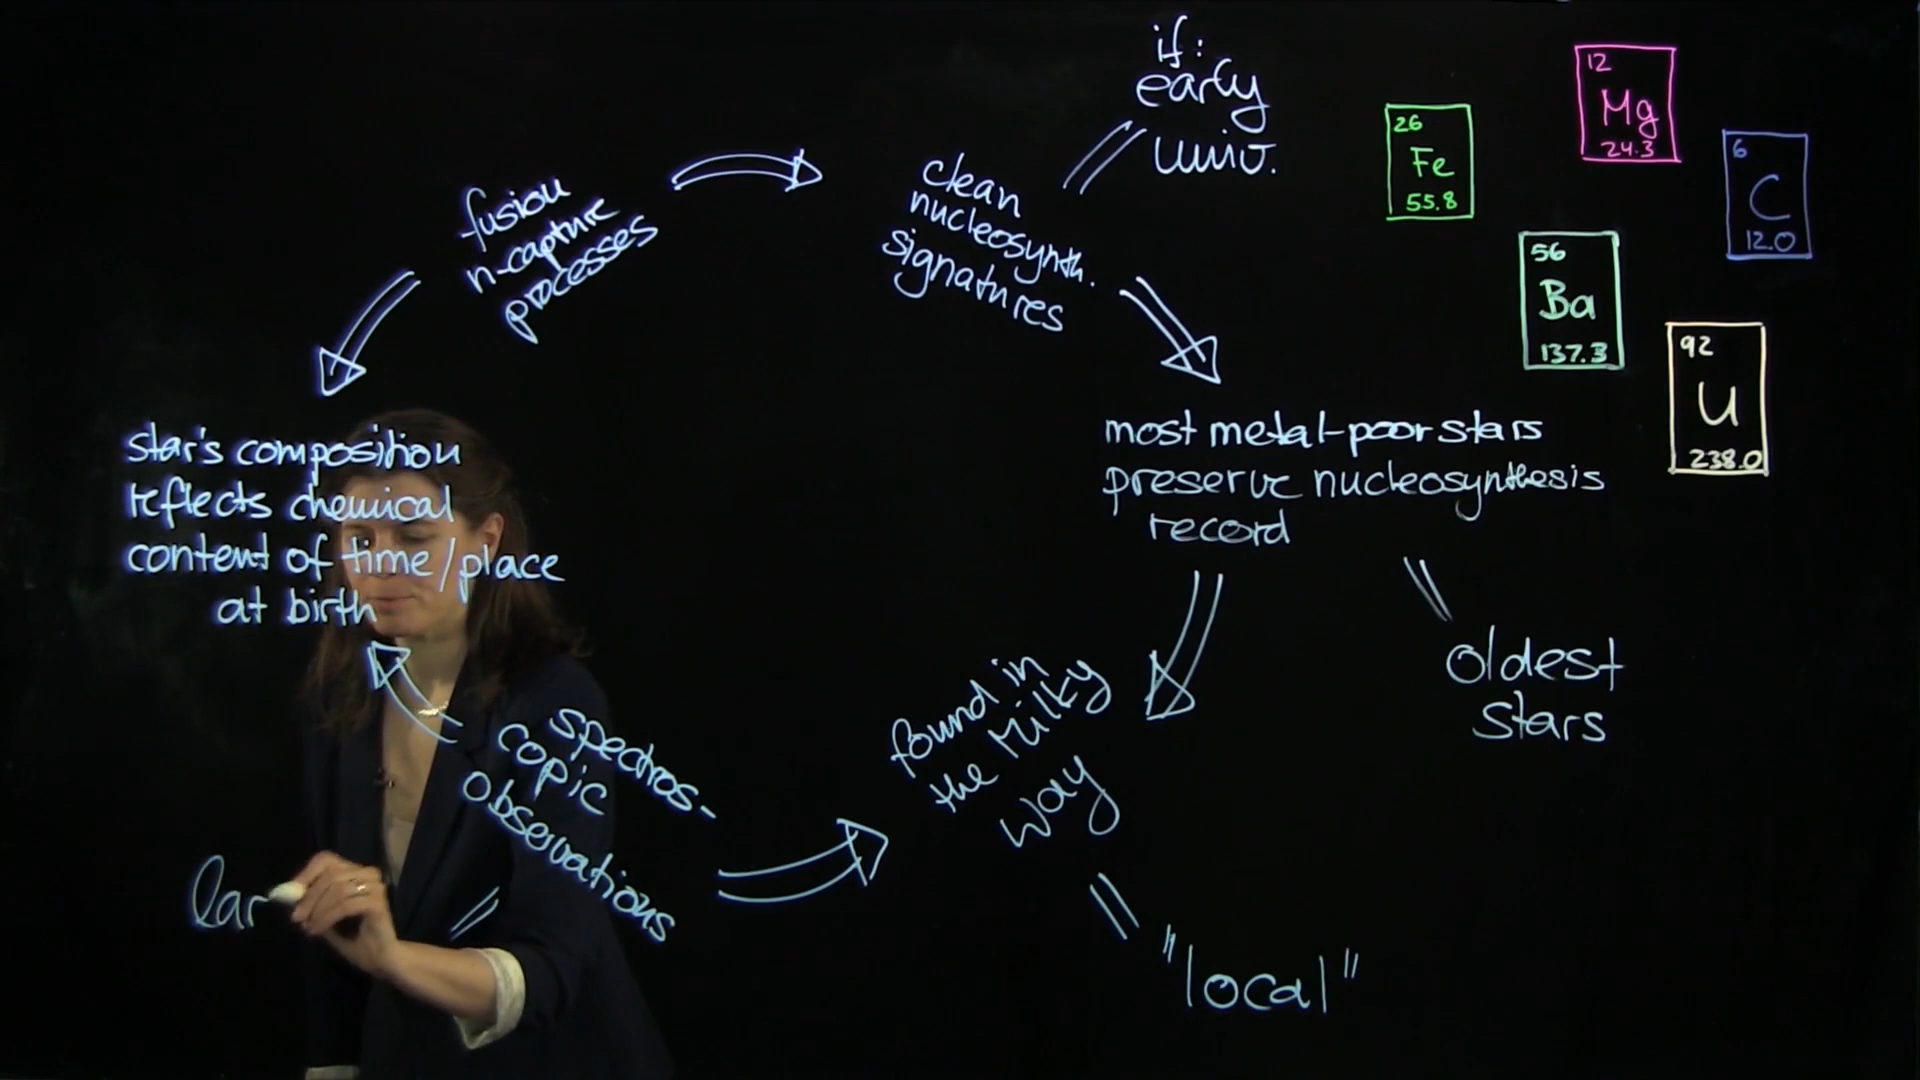 if:
early
univ.
fusion
n-capture
processes
clean
nucleosynth.
signatures
26
Fe
55.8
12
Mg
24.3
6
C
12.0
56
Ba
137.3
92
U
238.0
star's composition
reflects chemical
content of time/place
at birth
most metal-poor stars
preserve nucleosynthesis
record
oldest
stars
found in
the Milky
way
spectros-
copic
observations
"local"
lar